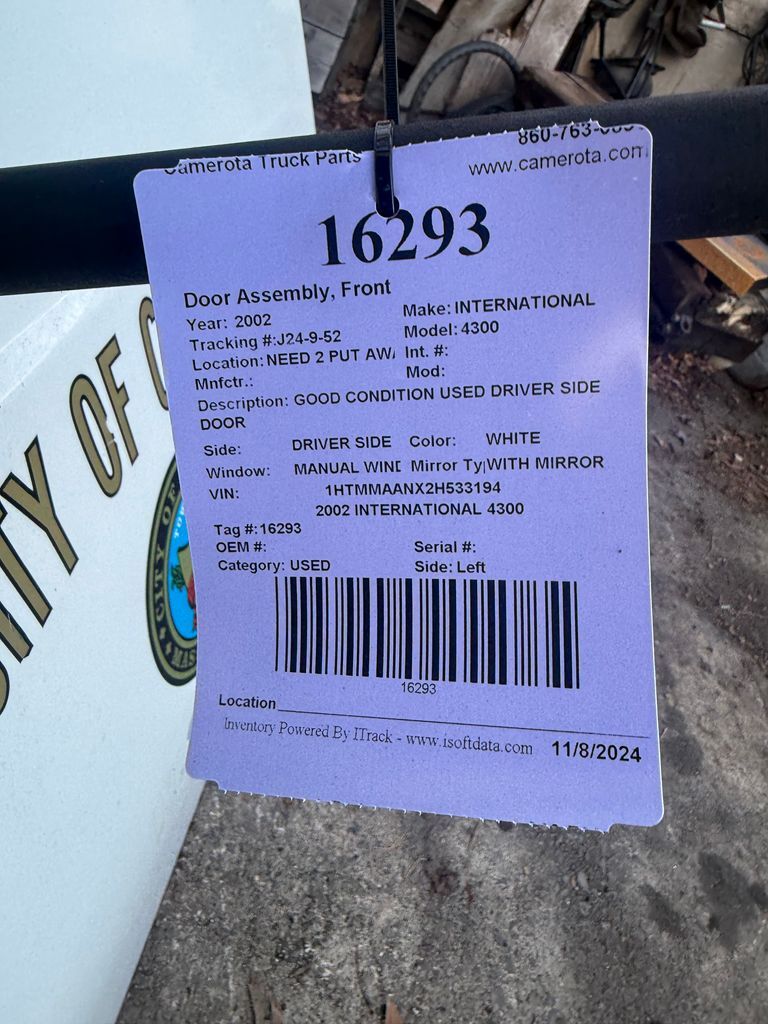 Camerota Truck Parts
860-763-
www.camerota.com
16293
Door Assembly, Front
Year: 2002 Make: INTERNATIONAL
Tracking #:J24-9-52 Model: 4300
Location: NEED 2 PUT AW Int. #:
Mnfctr.: Mod:
Description: GOOD CONDITION USED DRIVER SIDE
DOOR
Side: DRIVER SIDE Color: WHITE
Window: MANUAL WIND Mirror Ty WITH MIRROR
VIN: 1HTMMAANX2H533194
2002 INTERNATIONAL 4300
Tag #: 16293
OEM #: Serial #:
Category: USED Side: Left
16293
Location
Inventory Powered By ITrack - www.isoftdata.com 11/8/2024
ITY OF C
CITY OF
MAS